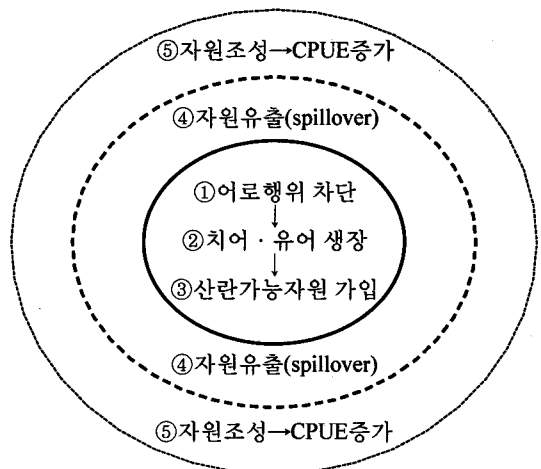 ⑤자원조성→CPUE증가
④자원유출(spillover)
①어로행위 차단
↓
②치어 · 유어 생장
↓
③산란가능자원 가입
④자원유출(spillover)
⑤자원조성→CPUE증가